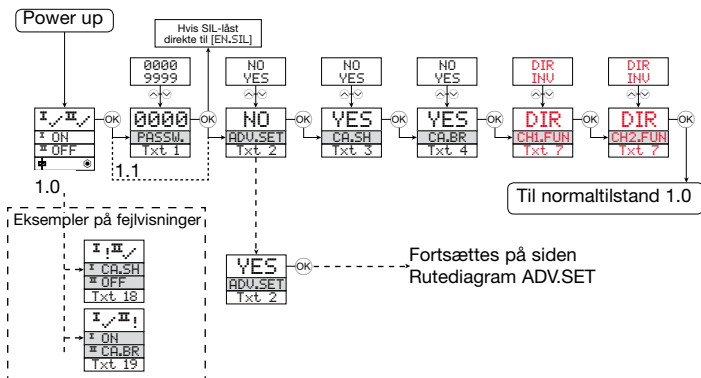 Power up
Hvis SIL-låst
direkte til [EN.SIL]
0000
9999
NO
YES
NO
YES
NO
YES
DIR
INV
DIR
INV
I ✓ II ✓
I ON
II OFF
OK
0000
PASSW.
Txt 1
OK
NO
ADV.SET
Txt 2
OK
YES
CA.SH
Txt 3
OK
YES
CA.BR
Txt 4
OK
DIR
CH1.FUN
Txt 7
OK
DIR
CH2.FUN
Txt 7
OK
1.0
1.1
Til normaltilstand 1.0
Eksempler på fejlvisninger
I ! II ✓
I CA.SH
II OFF
Txt 18
I ✓ II !
I ON
II CA.BR
Txt 19
YES
ADV.SET
Txt 2
OK
Fortsættes på siden
Rutediagram ADV.SET